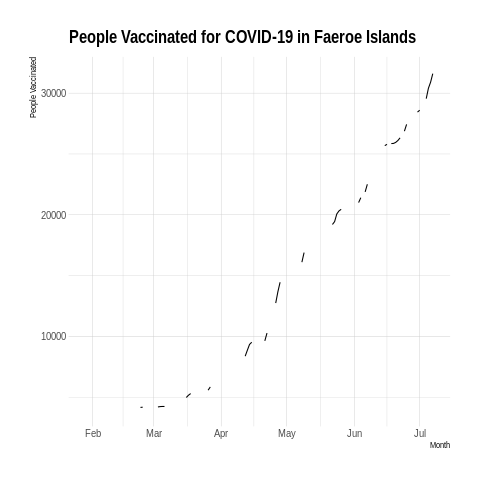 People Vaccinated for COVID-19 in Faeroe Islands
People Vaccinated
30000
20000
10000
Feb Mar Apr May Jun Jul
Month